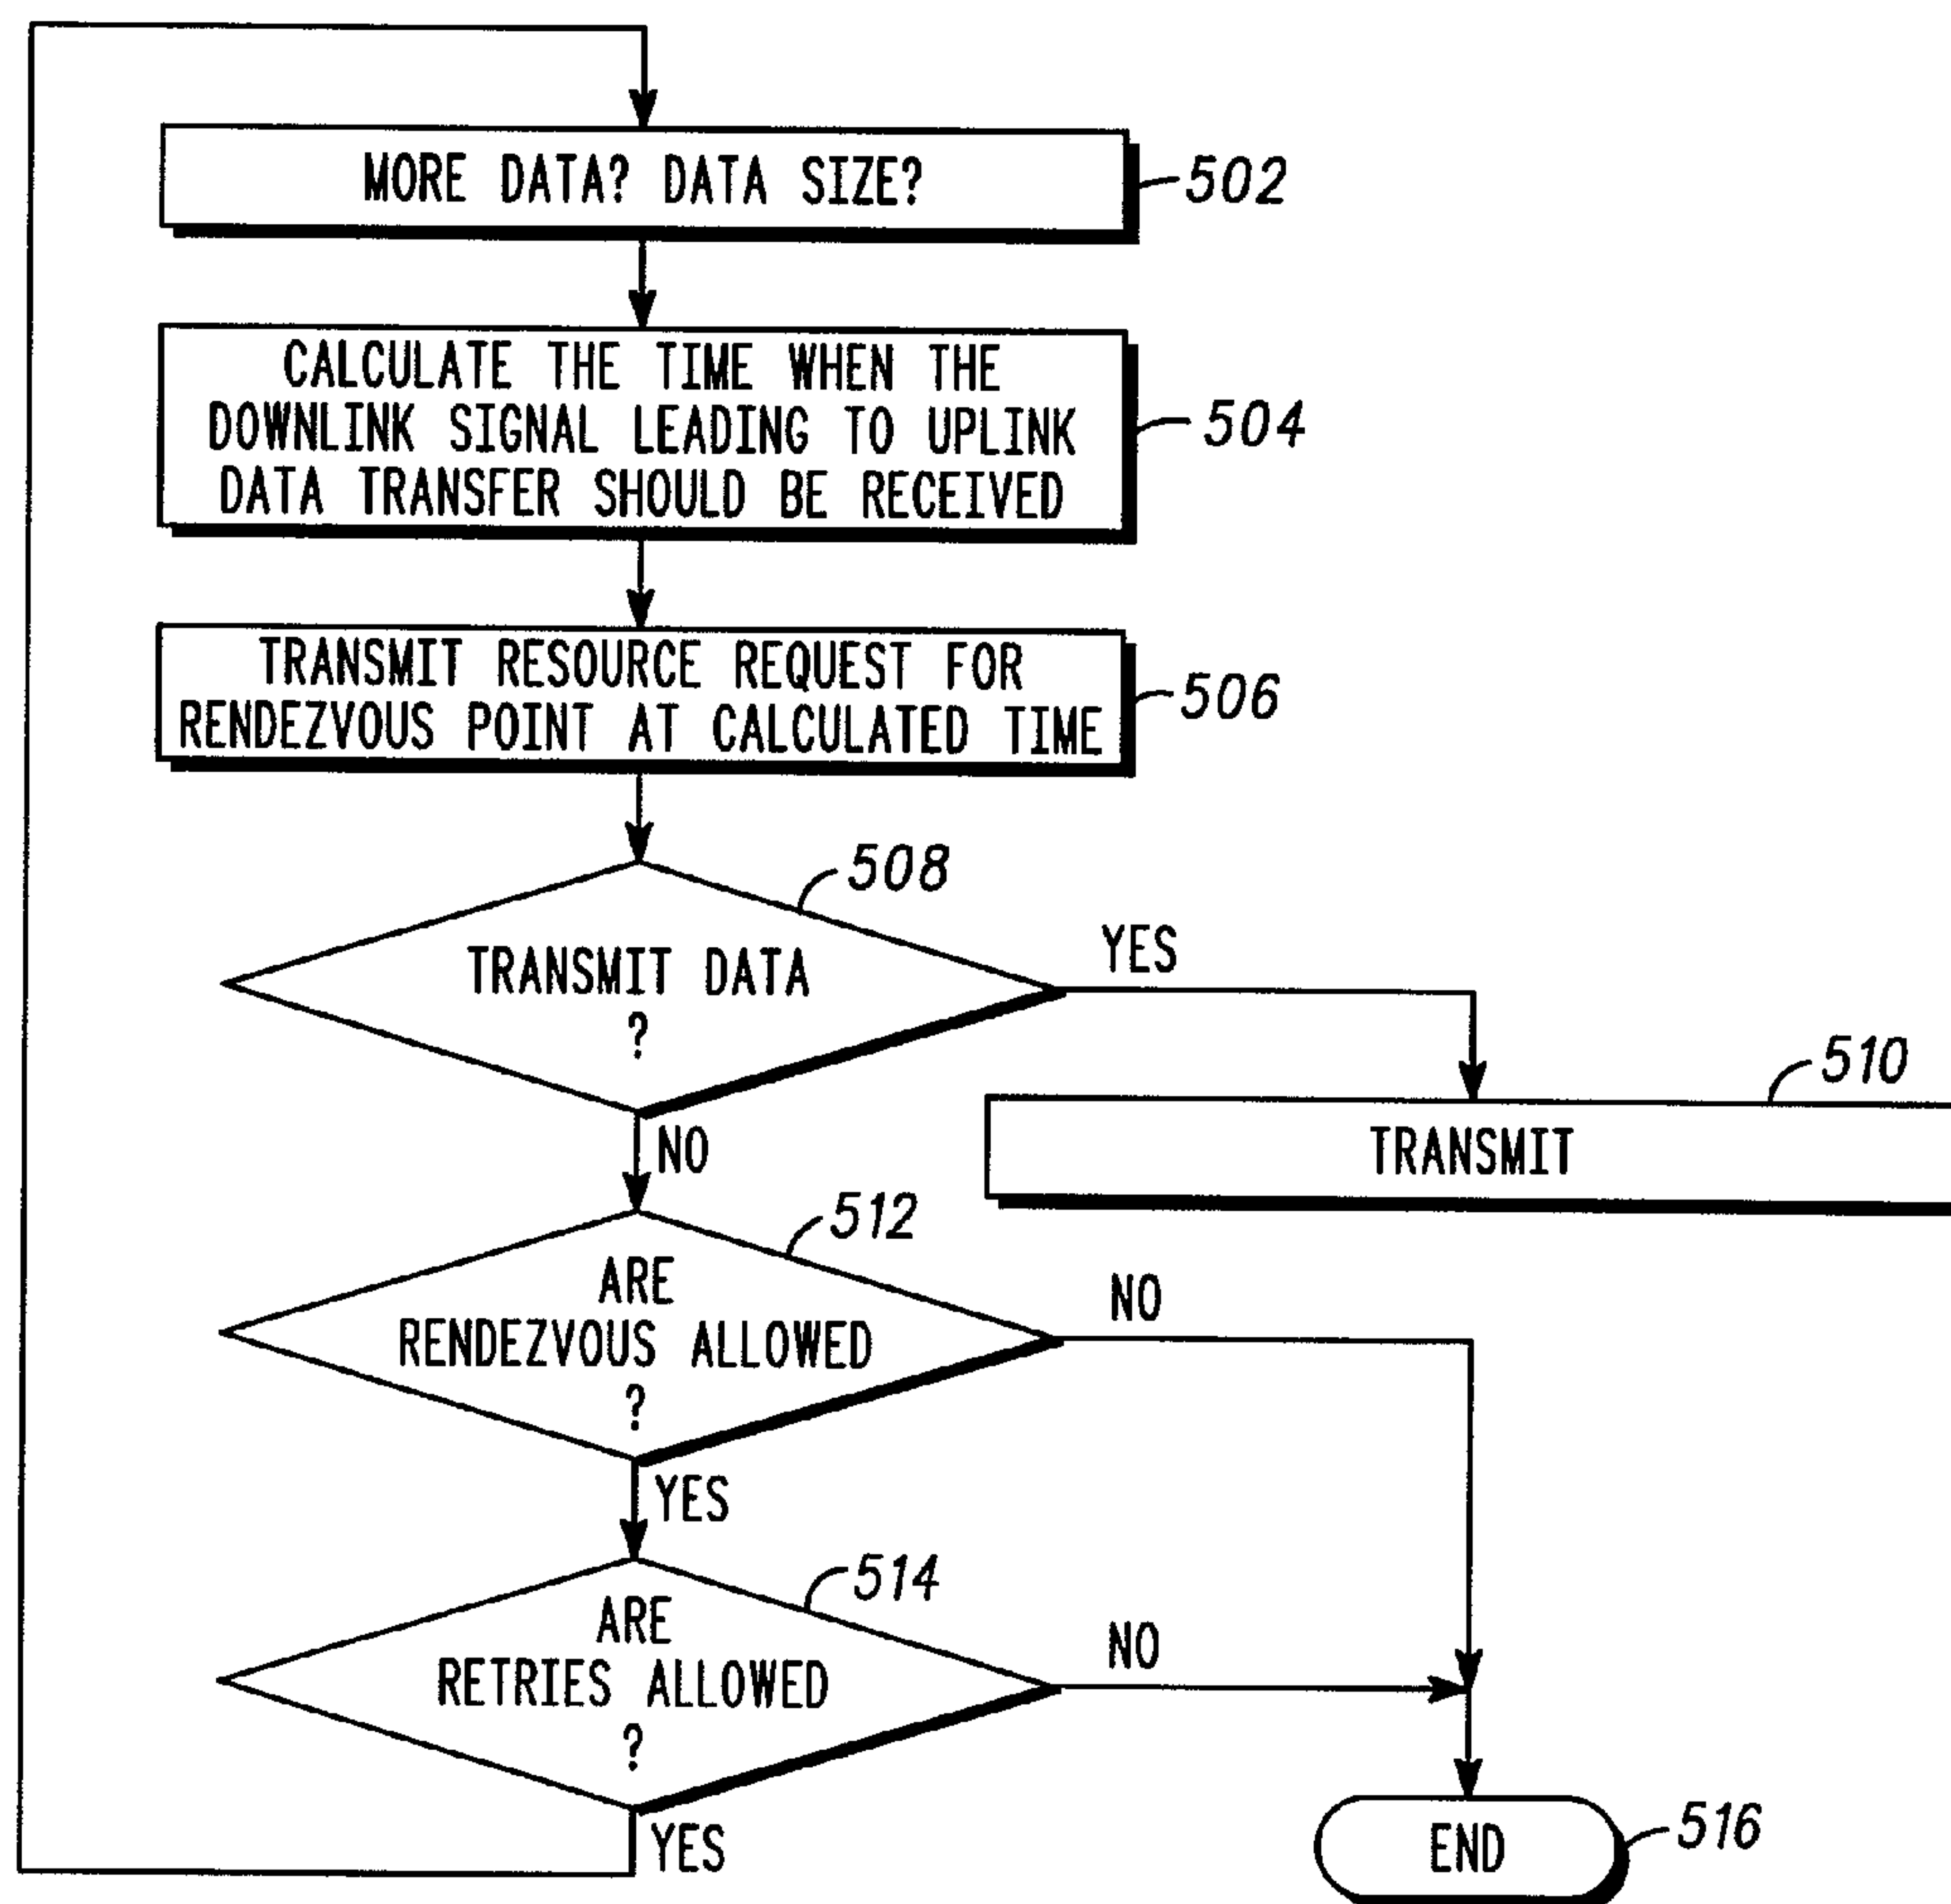 MORE DATA? DATA SIZE?
502
CALCULATE THE TIME WHEN THE
DOWNLINK SIGNAL LEADING TO UPLINK
DATA TRANSFER SHOULD BE RECEIVED
504
TRANSMIT RESOURCE REQUEST FOR
RENDEZVOUS POINT AT CALCULATED TIME
506
508
TRANSMIT DATA
?
YES
510
TRANSMIT
NO
512
ARE
RENDEZVOUS ALLOWED
?
NO
YES
514
ARE
RETRIES ALLOWED
?
NO
YES
END
516